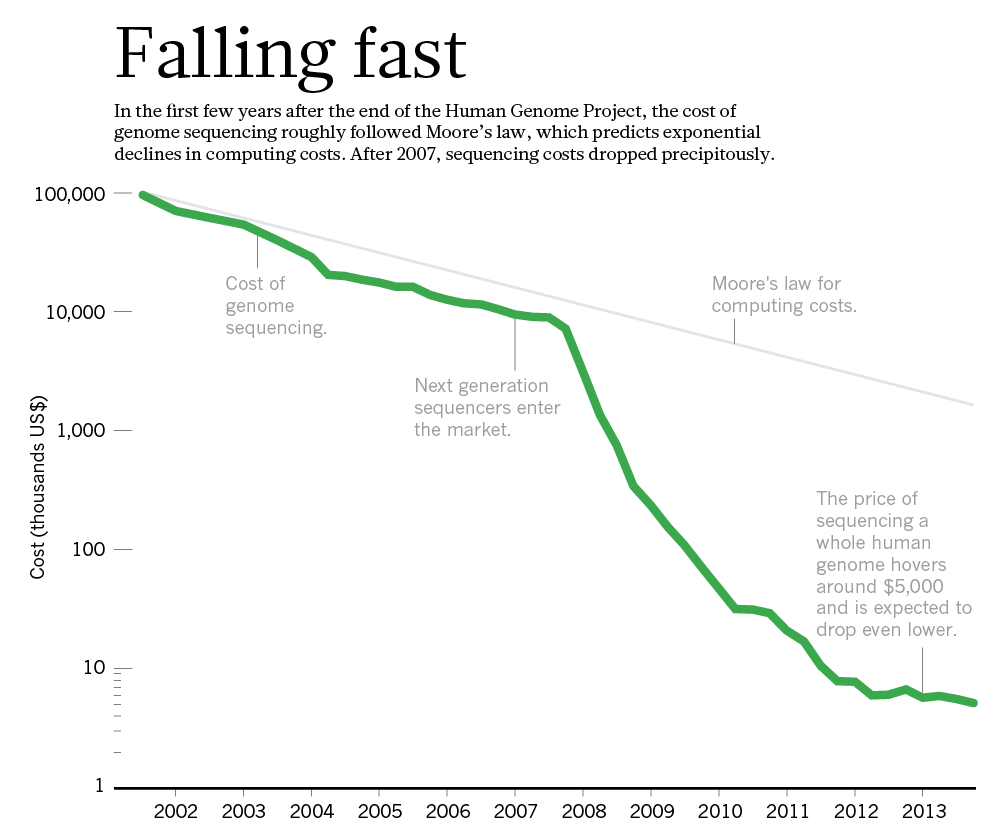 Falling fast
In the first few years after the end of the Human Genome Project, the cost of
genome sequencing roughly followed Moore’s law, which predicts exponential
declines in computing costs. After 2007, sequencing costs dropped precipitously.
100,000
10,000
1,000
100
10
1
Cost (thousands US$)
Cost of
genome
sequencing.
Moore's law for
computing costs.
Next generation
sequencers enter
the market.
The price of
sequencing a
whole human
genome hovers
around $5,000
and is expected to
drop even lower.
2002 2003 2004 2005 2006 2007 2008 2009 2010 2011 2012 2013